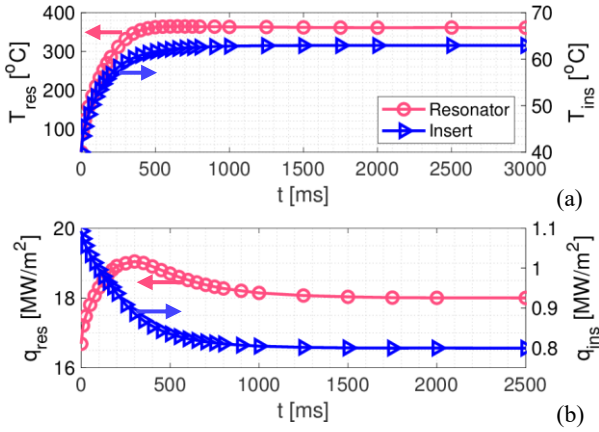 400
300
200
100
T_res [°C]
70
60
50
40
T_ins [°C]
Resonator
Insert
0 500 1000 1500 2000 2500 3000
t [ms]
(a)
20
18
16
q_res [MW/m²]
1.1
1
0.9
0.8
q_ins [MW/m²]
0 500 1000 1500 2000 2500
t [ms]
(b)